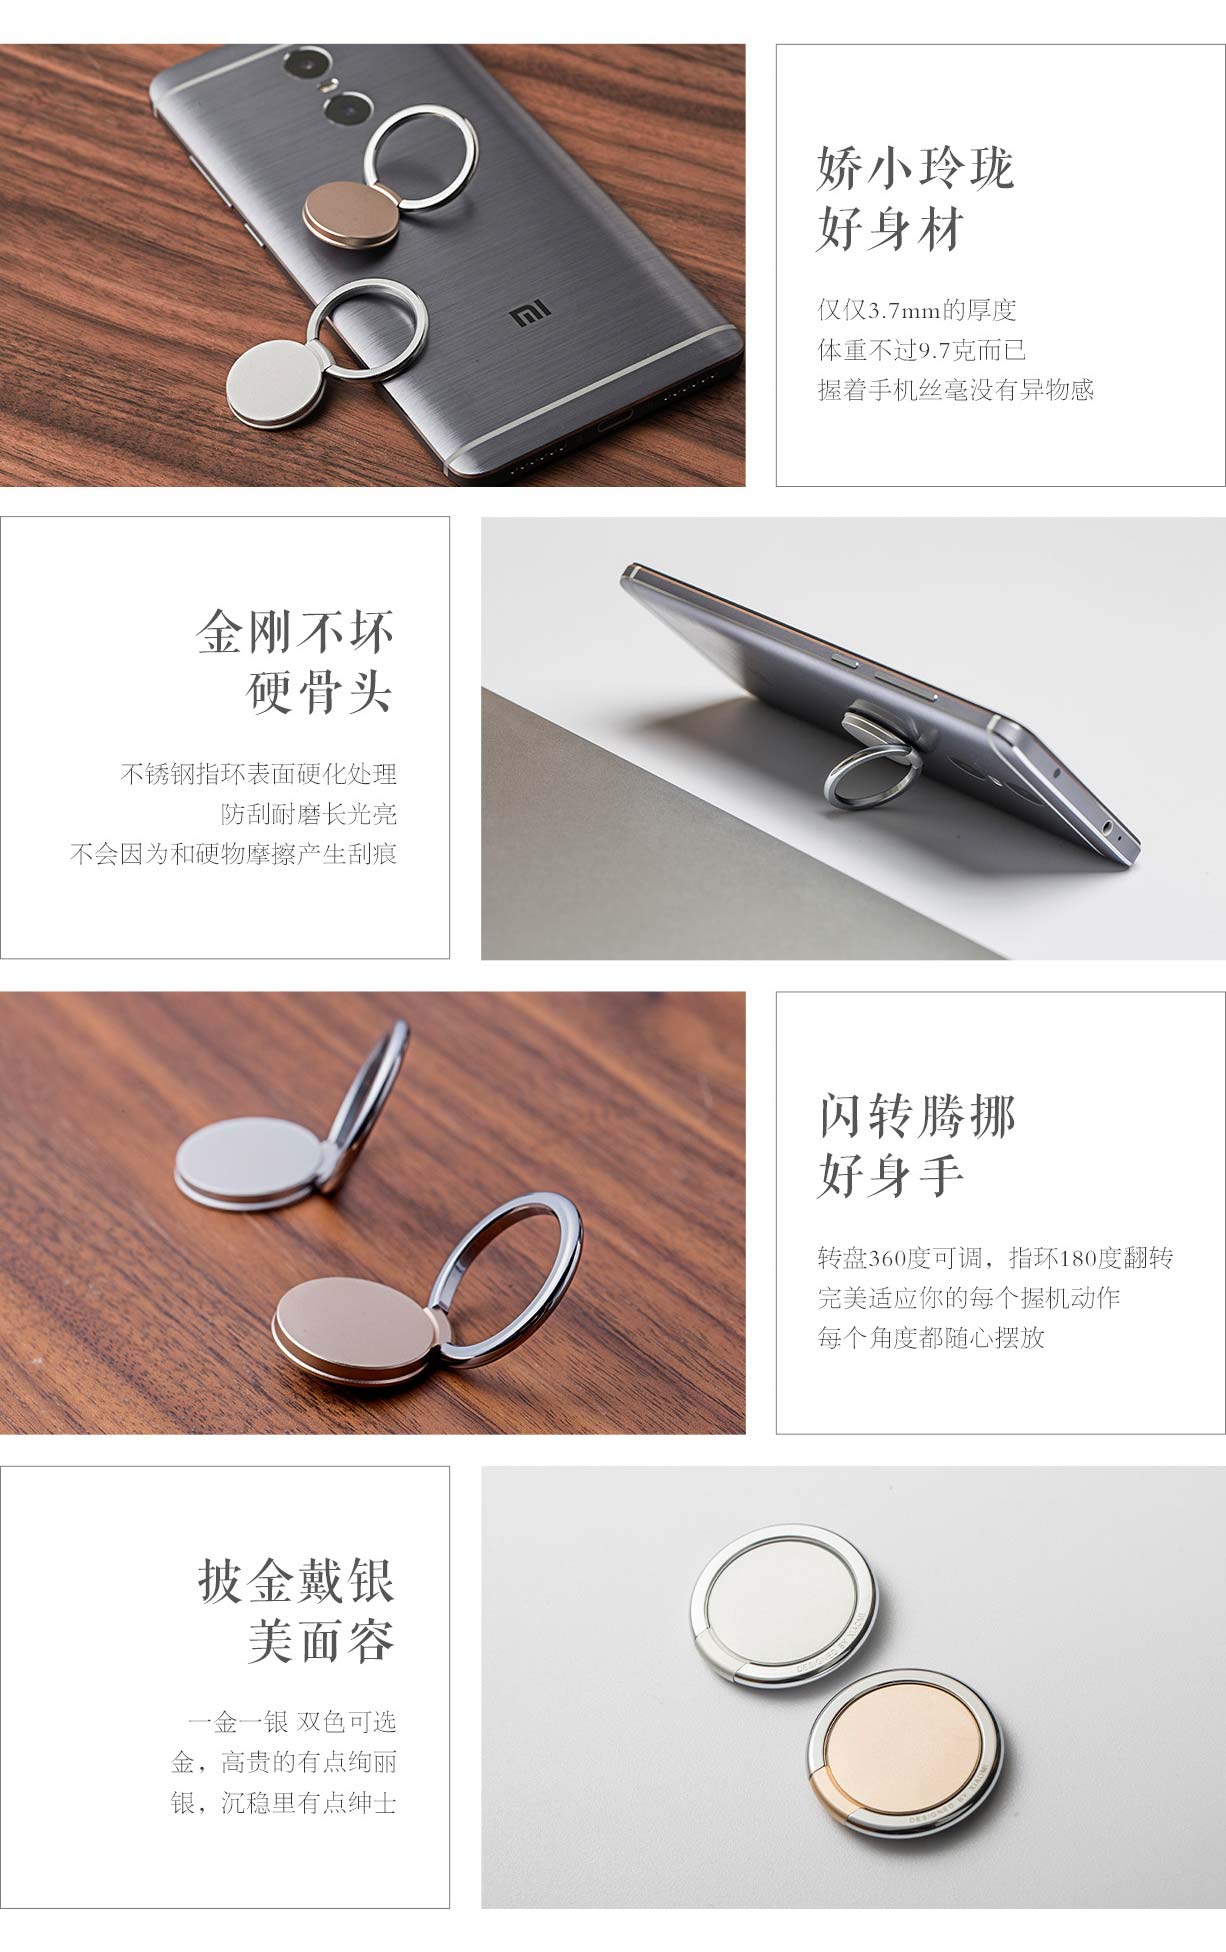 娇小玲珑
好身材
仅仅3.7mm的厚度
体重不过9.7克而已
握着手机丝毫没有异物感
金刚不坏
硬骨头
不锈钢指环表面硬化处理
防刮耐磨长光亮
不会因为和硬物摩擦产生刮痕
闪转腾挪
好身手
转盘360度可调，指环180度翻转
完美适应你的每个握机动作
每个角度都随心摆放
披金戴银
美面容
一金一银 双色可选
金，高贵的有点绚丽
银，沉稳里有点绅士
DESIGNED BY
DESIGNED BY XIAOMI